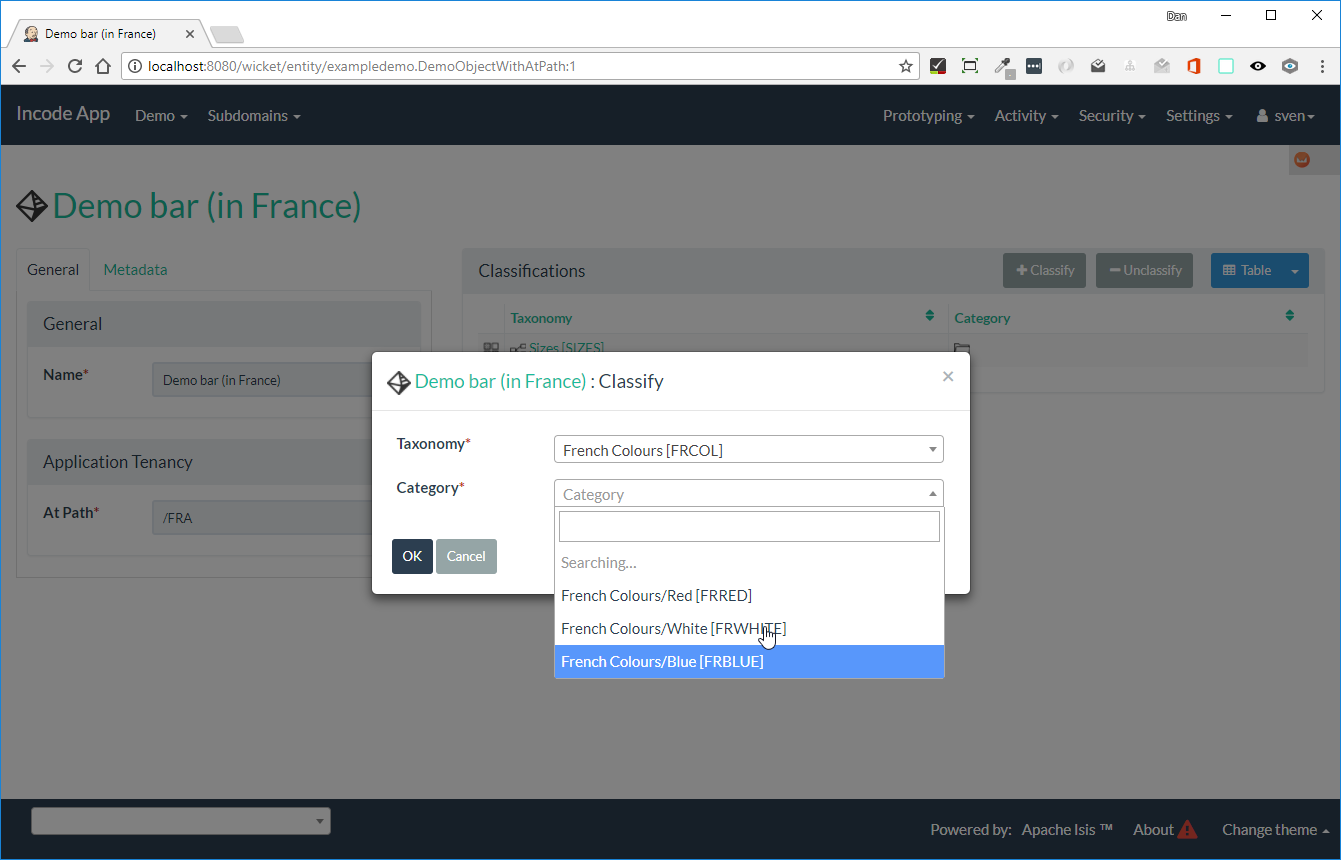 Dan
Demo bar (in France)
localhost:8080/wicket/entity/exampledemo.DemoObjectWithAtPath:1
Incode App Demo Subdomains Prototyping Activity Security Settings sven
Demo bar (in France)
General Metadata
Classifications Classify Unclassify Table
General
Taxonomy Category
Sizes [SIZES]
Name* Demo bar (in France)
Application Tenancy
At Path* /FRA
Demo bar (in France) : Classify
Taxonomy* French Colours [FRCOL]
Category* Category
OK Cancel
Searching...
French Colours/Red [FRRED]
French Colours/White [FRWHITE]
French Colours/Blue [FRBLUE]
Powered by: Apache Isis ™ About Change theme